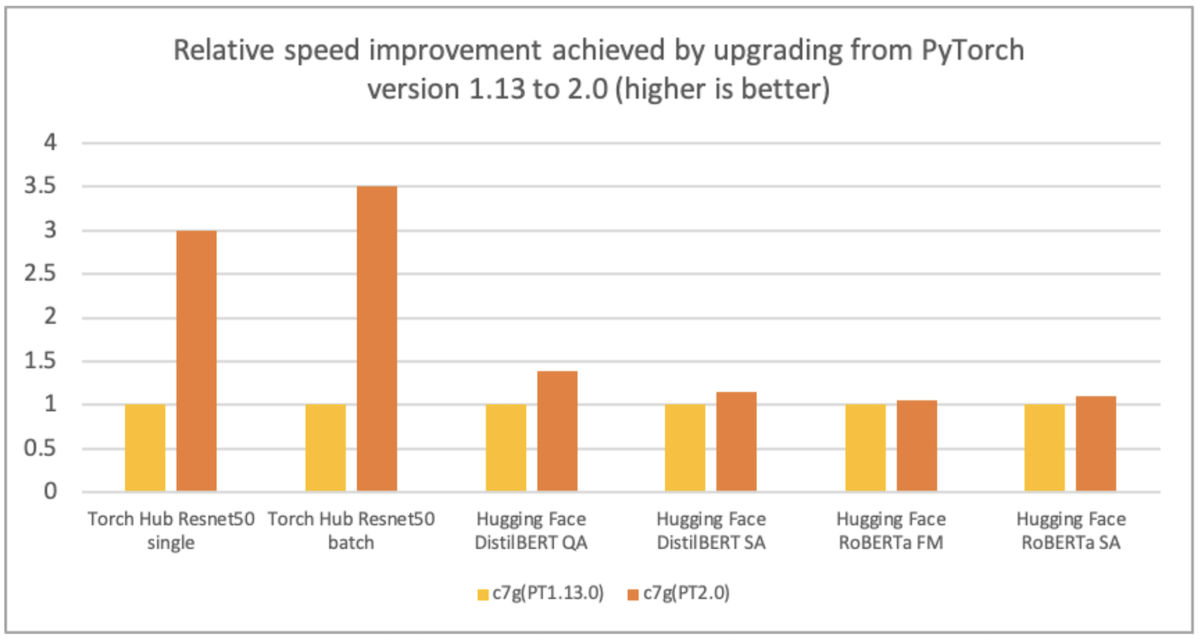 Relative speed improvement achieved by upgrading from PyTorch
version 1.13 to 2.0 (higher is better)
4
3.5
3
2.5
2
1.5
1
0.5
0
Torch Hub Resnet50
single
Torch Hub Resnet50
batch
Hugging Face
DistilBERT QA
Hugging Face
DistilBERT SA
Hugging Face
RoBERTa FM
Hugging Face
RoBERTa SA
c7g(PT1.13.0)
c7g(PT2.0)